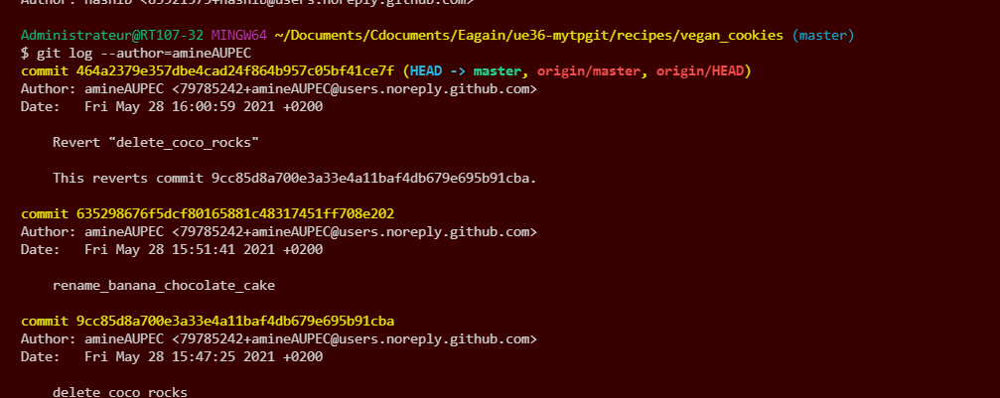 Author: nashib <63921575+nashib@users.noreply.github.com>
Administrateur@RT107-32 MINGW64 ~/Documents/Cdocuments/Eagain/ue36-mytpgit/recipes/vegan_cookies (master)
$ git log --author=amineAUPEC
commit 464a2379e357dbe4cad24f864b957c05bf41ce7f (HEAD -> master, origin/master, origin/HEAD)
Author: amineAUPEC <79785242+amineAUPEC@users.noreply.github.com>
Date:   Fri May 28 16:00:59 2021 +0200
    Revert "delete_coco_rocks"
    This reverts commit 9cc85d8a700e3a33e4a11baf4db679e695b91cba.
commit 635298676f5dcf80165881c48317451ff708e202
Author: amineAUPEC <79785242+amineAUPEC@users.noreply.github.com>
Date:   Fri May 28 15:51:41 2021 +0200
    rename_banana_chocolate_cake
commit 9cc85d8a700e3a33e4a11baf4db679e695b91cba
Author: amineAUPEC <79785242+amineAUPEC@users.noreply.github.com>
Date:   Fri May 28 15:47:25 2021 +0200
    delete coco rocks